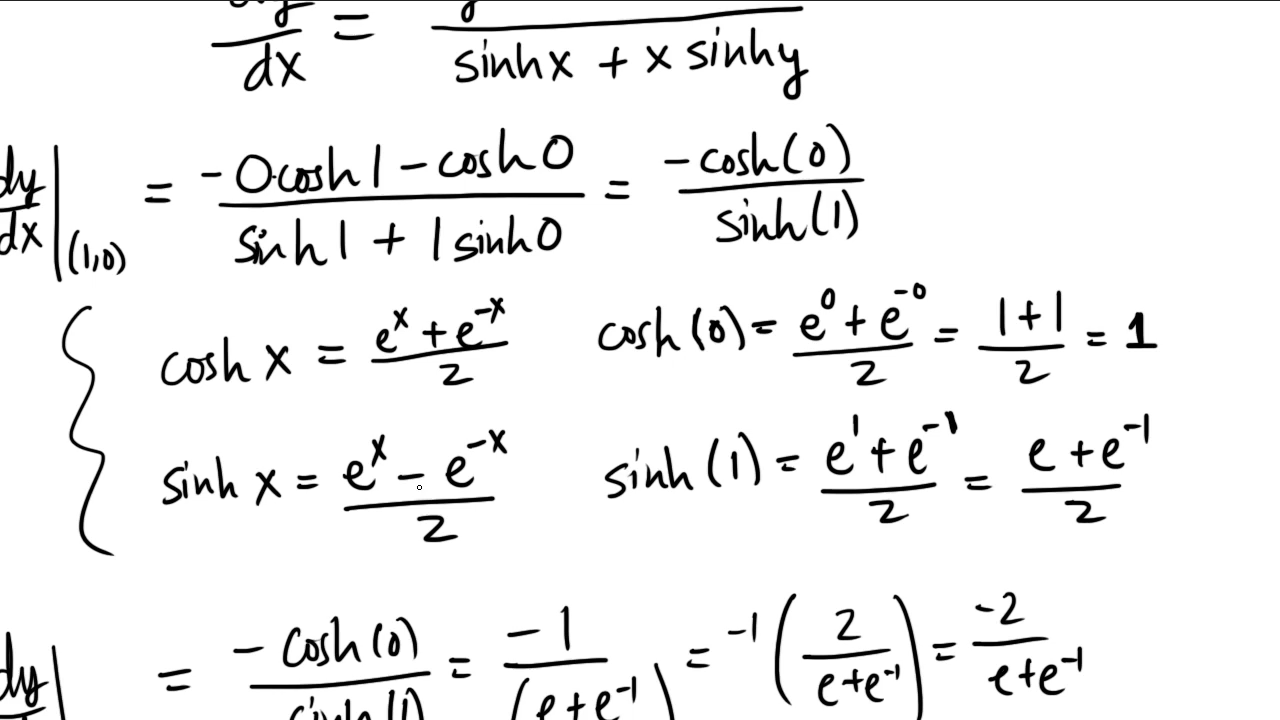 dy/dx = y / (sinhx + x sinhy)
dy/dx |(1,0) = (-0·cosh1 - cosh0) / (sinh1 + 1sinh0) = -cosh(0) / sinh(1)
cosh x = (e^x + e^-x) / 2    cosh(0) = (e^0 + e^-0) / 2 = (1+1) / 2 = 1
sinh x = (e^x - e^-x) / 2    sinh(1) = (e^1 + e^-1) / 2 = (e + e^-1) / 2
dy | = -cosh(0) / sinh(1) = -1 / (e+e^-1) = -1 (2 / (e+e^-1)) = -2 / (e+e^-1)